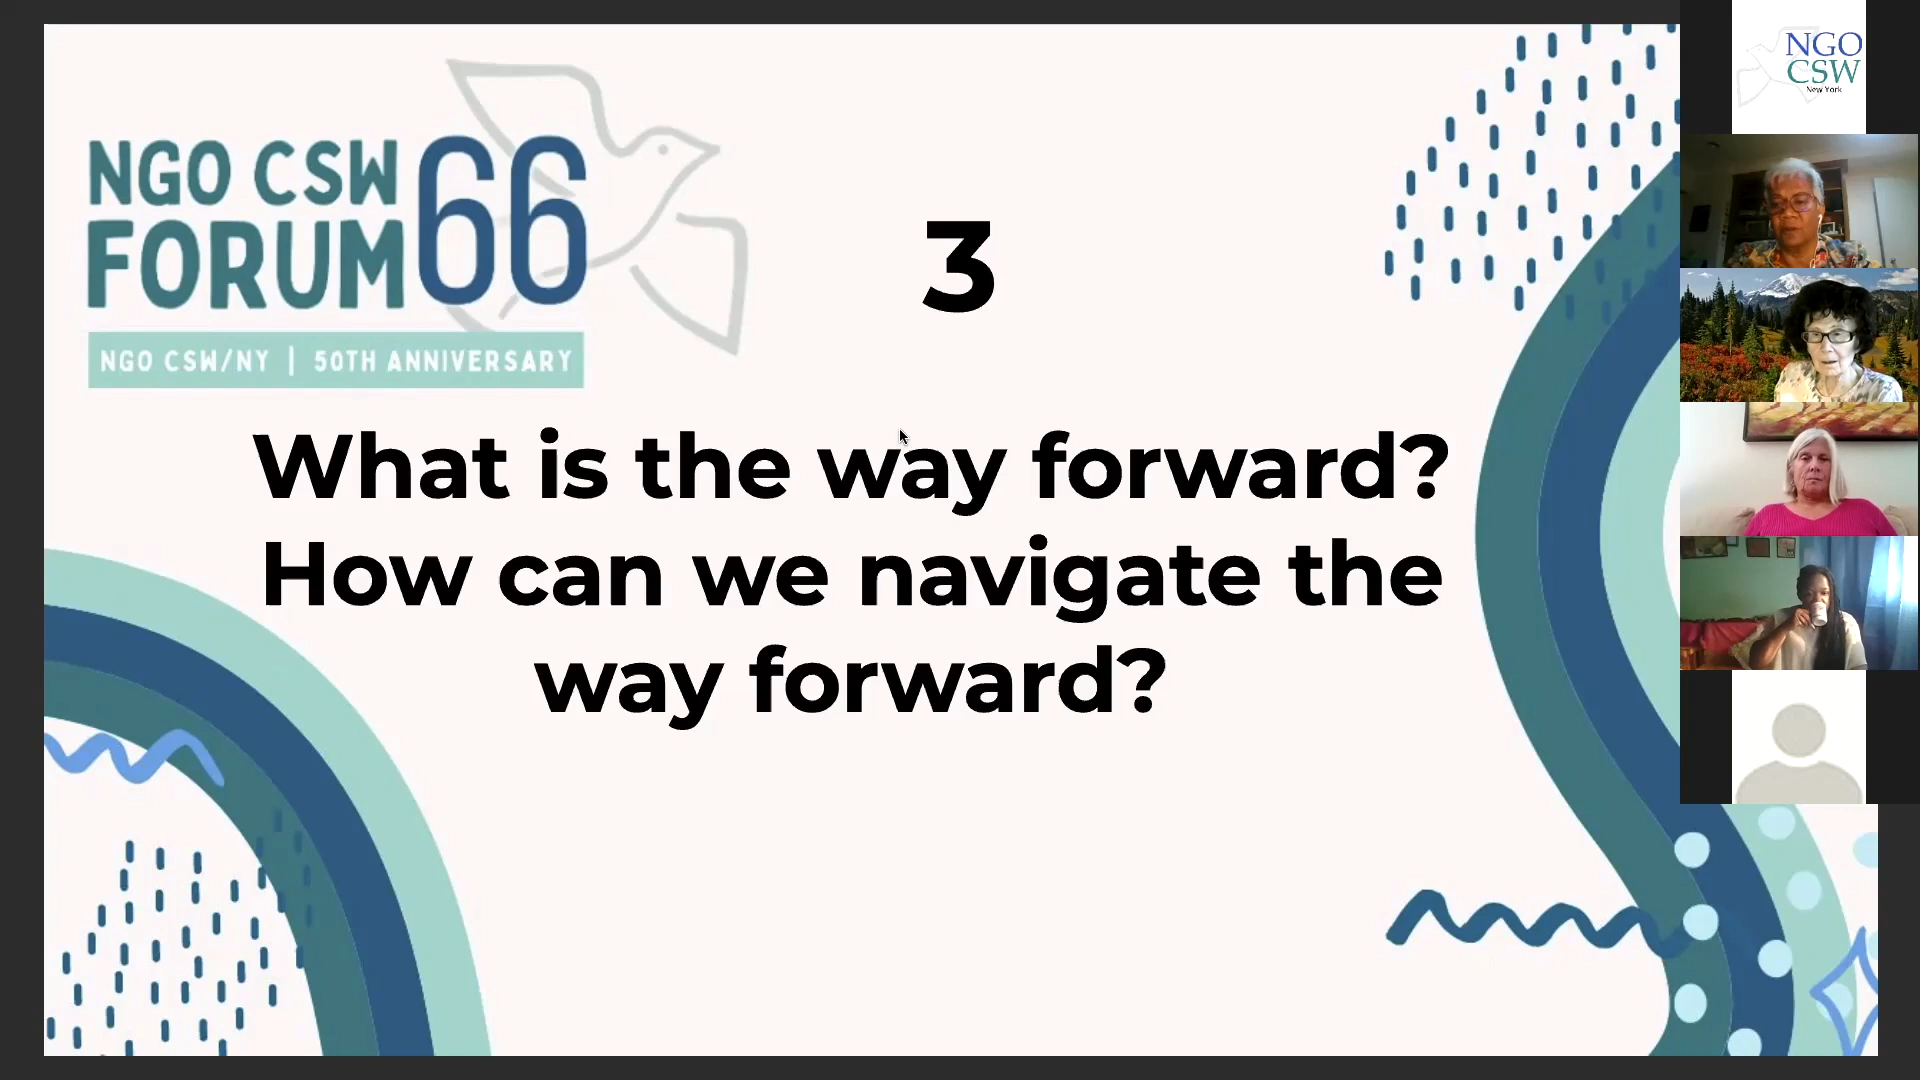 NGO CSW
FORUM 66
NGO CSW/NY | 50TH ANNIVERSARY
3
What is the way forward?
How can we navigate the
way forward?
NGO
CSW
New York